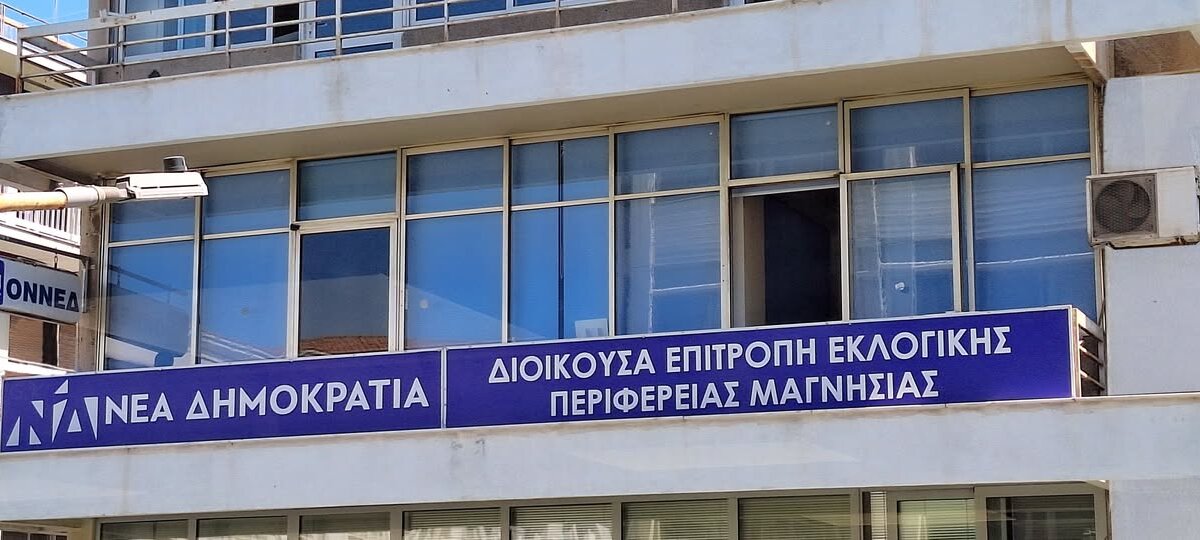 ΟΝΝΕΔ
ΝΔ ΝΕΑ ΔΗΜΟΚΡΑΤΙΑ
ΔΙΟΙΚΟΥΣΑ ΕΠΙΤΡΟΠΗ ΕΚΛΟΓΙΚΗΣ
ΠΕΡΙΦΕΡΕΙΑΣ ΜΑΓΝΗΣΙΑΣ